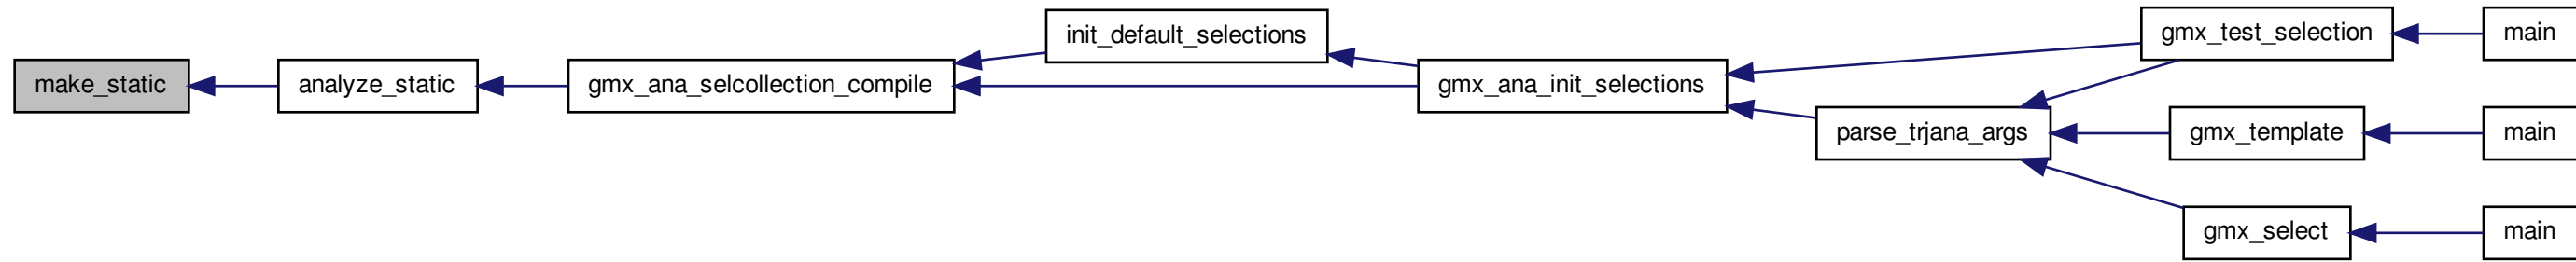 make_static
analyze_static
gmx_ana_selcollection_compile
init_default_selections
gmx_ana_init_selections
parse_trjana_args
gmx_test_selection
main
gmx_template
main
gmx_select
main